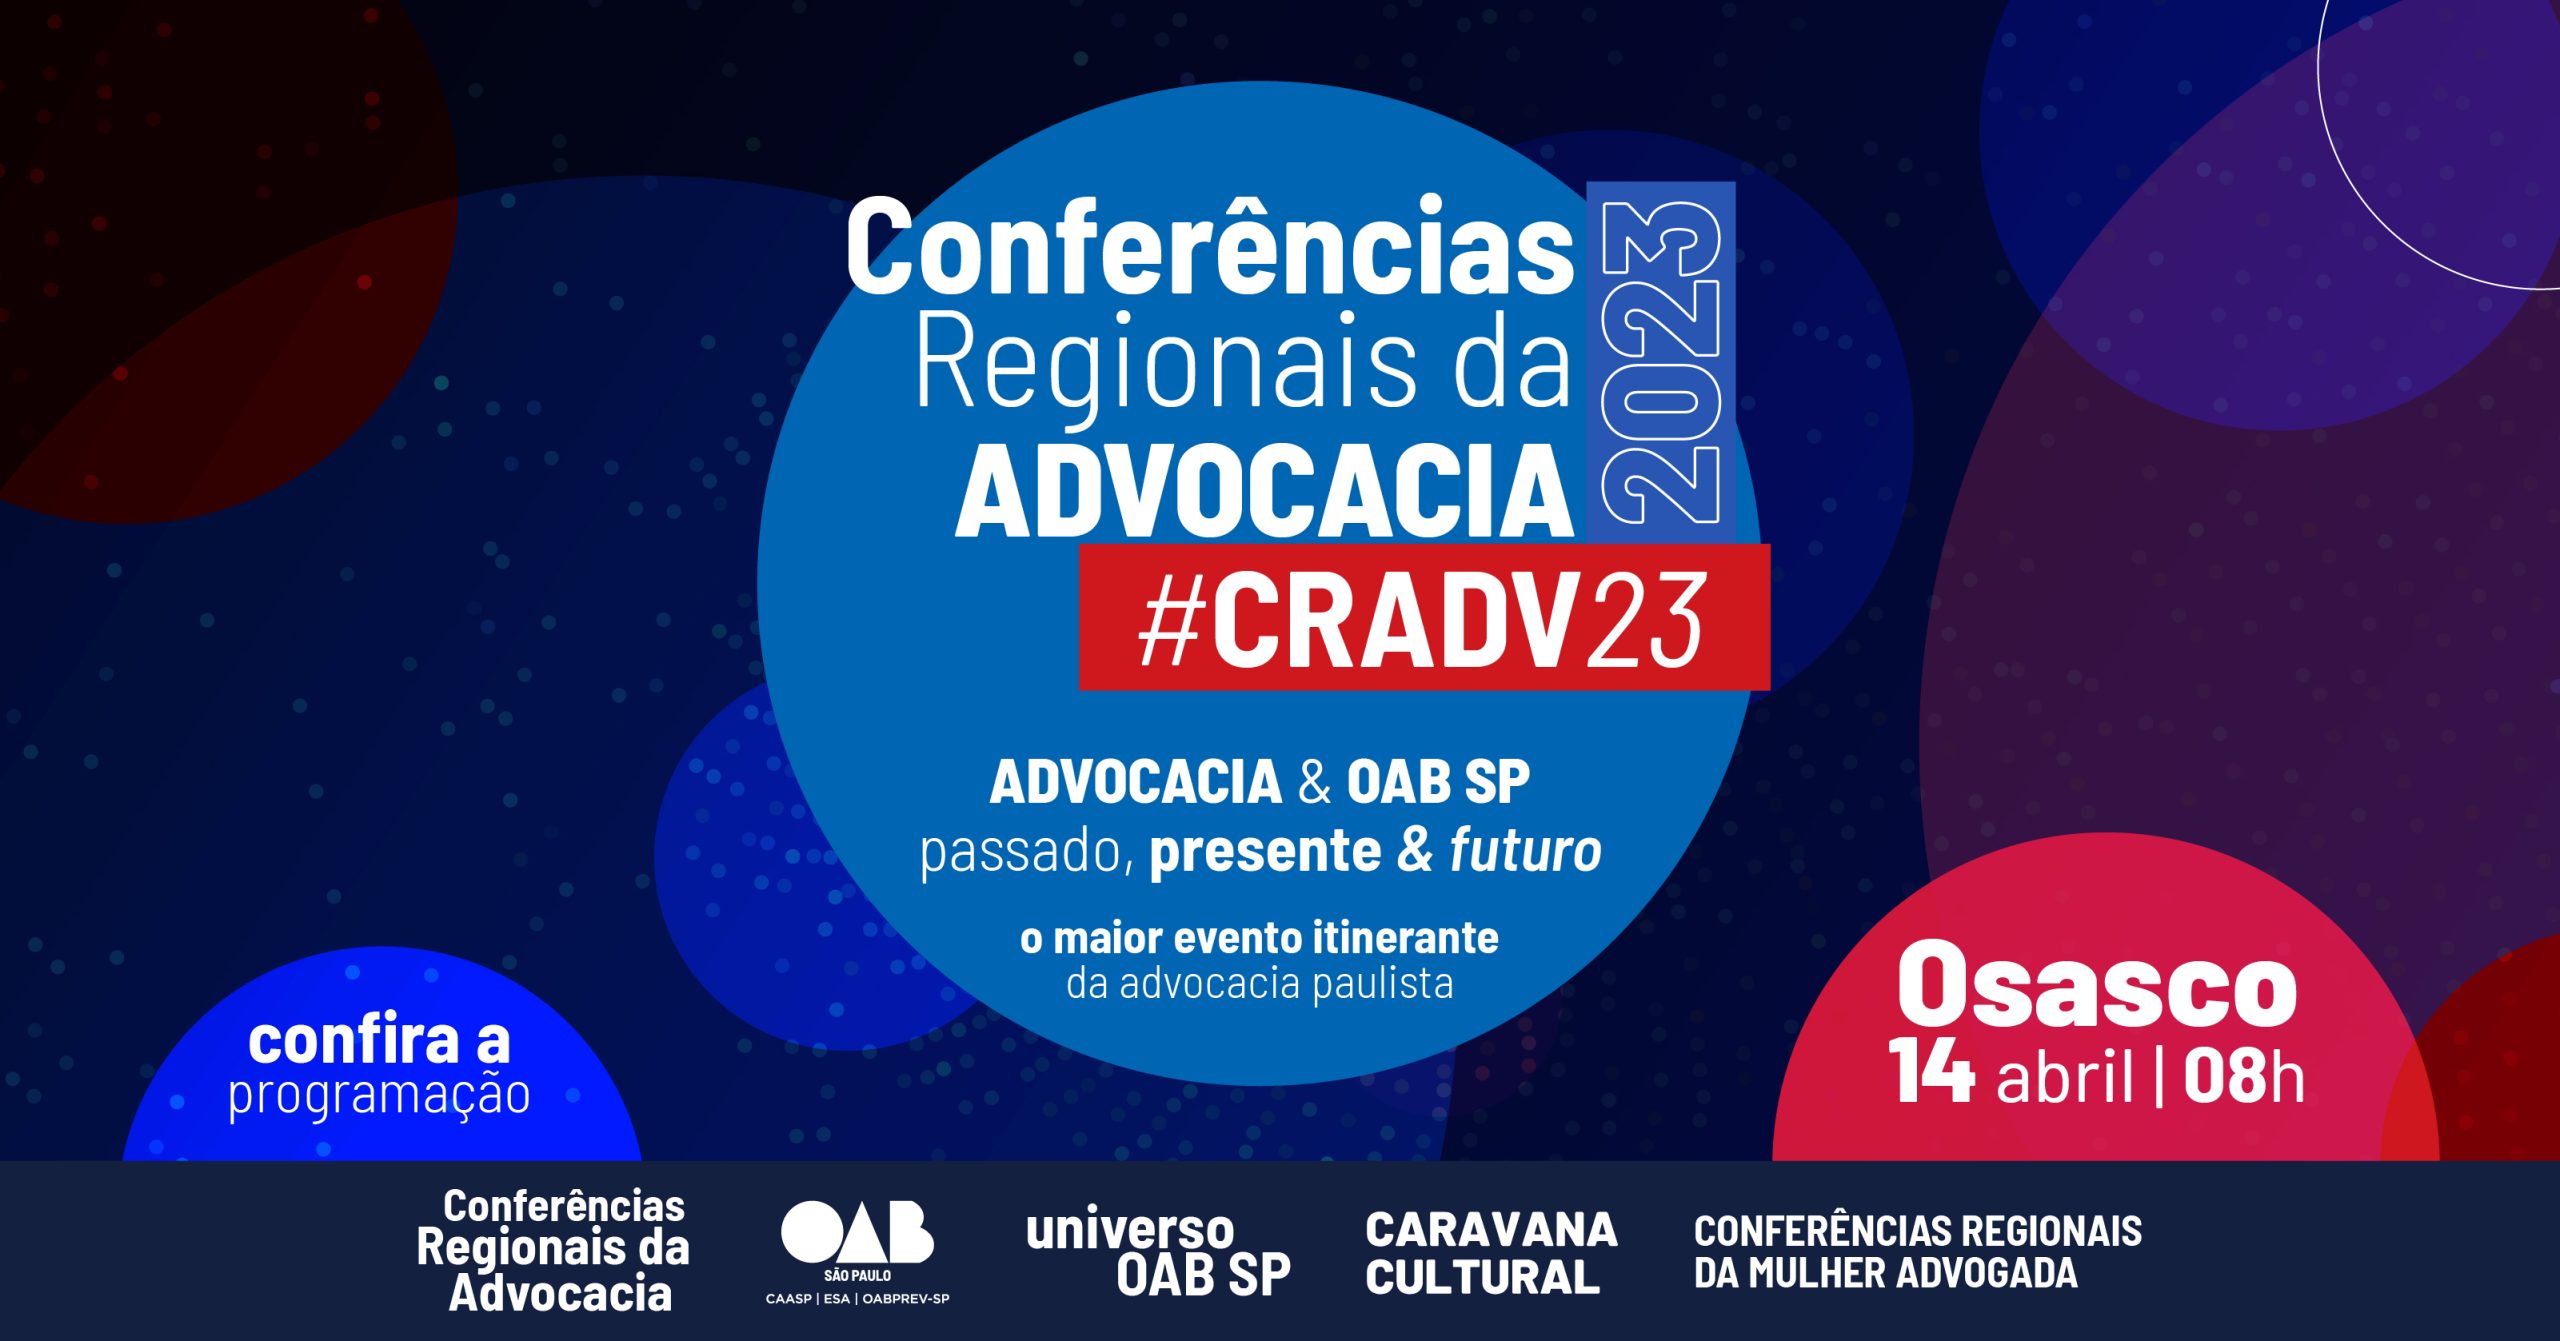 Conferências
Regionais da
ADVOCACIA
2023
#CRADV23
ADVOCACIA & OAB SP
passado, presente & futuro
o maior evento itinerante
da advocacia paulista
confira a
programação
Osasco
14 abril | 08h
Conferências
Regionais da
Advocacia
OAB
SÃO PAULO
CAASP | ESA | OABPREV-SP
universo
OAB SP
CARAVANA
CULTURAL
CONFERÊNCIAS REGIONAIS
DA MULHER ADVOGADA